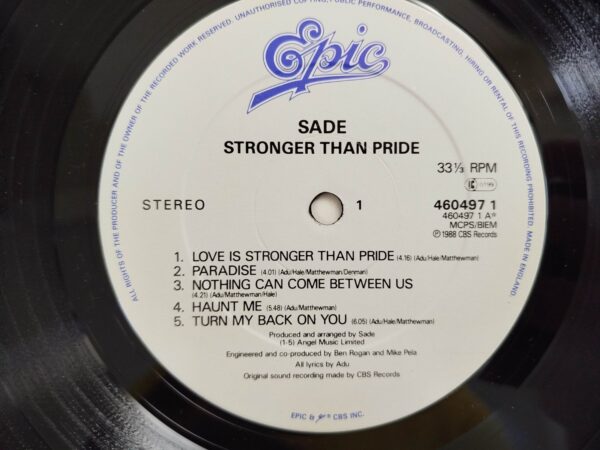 ALL RIGHTS OF THE PRODUCER AND OF THE OWNER OF THE RECORDED WORK RESERVED. UNAUTHORISED COPYING, PUBLIC PERFORMANCE, BROADCASTING, HIRING OR RENTAL OF THIS RECORDING PROHIBITED. MADE IN ENGLAND.
Epic
SADE
STRONGER THAN PRIDE
33⅓ RPM
STEREO
1
460497 1
460497 1 A*
MCPS/BIEM
℗ 1988 CBS Records
1. LOVE IS STRONGER THAN PRIDE (4.16) (Adu/Hale/Matthewman)
2. PARADISE (4.01) (Adu/Hale/Matthewman/Denman)
3. NOTHING CAN COME BETWEEN US
(4.21) (Adu/Matthewman/Hale)
4. HAUNT ME (5.48) (Adu/Matthewman)
5. TURN MY BACK ON YOU (6.05) (Adu/Hale/Matthewman)
Produced and arranged by Sade
(1-5) Angel Music Limited
Engineered and co-produced by Ben Rogan and Mike Pela
All lyrics by Adu
Original sound recording made by CBS Records
EPIC & CBS INC.